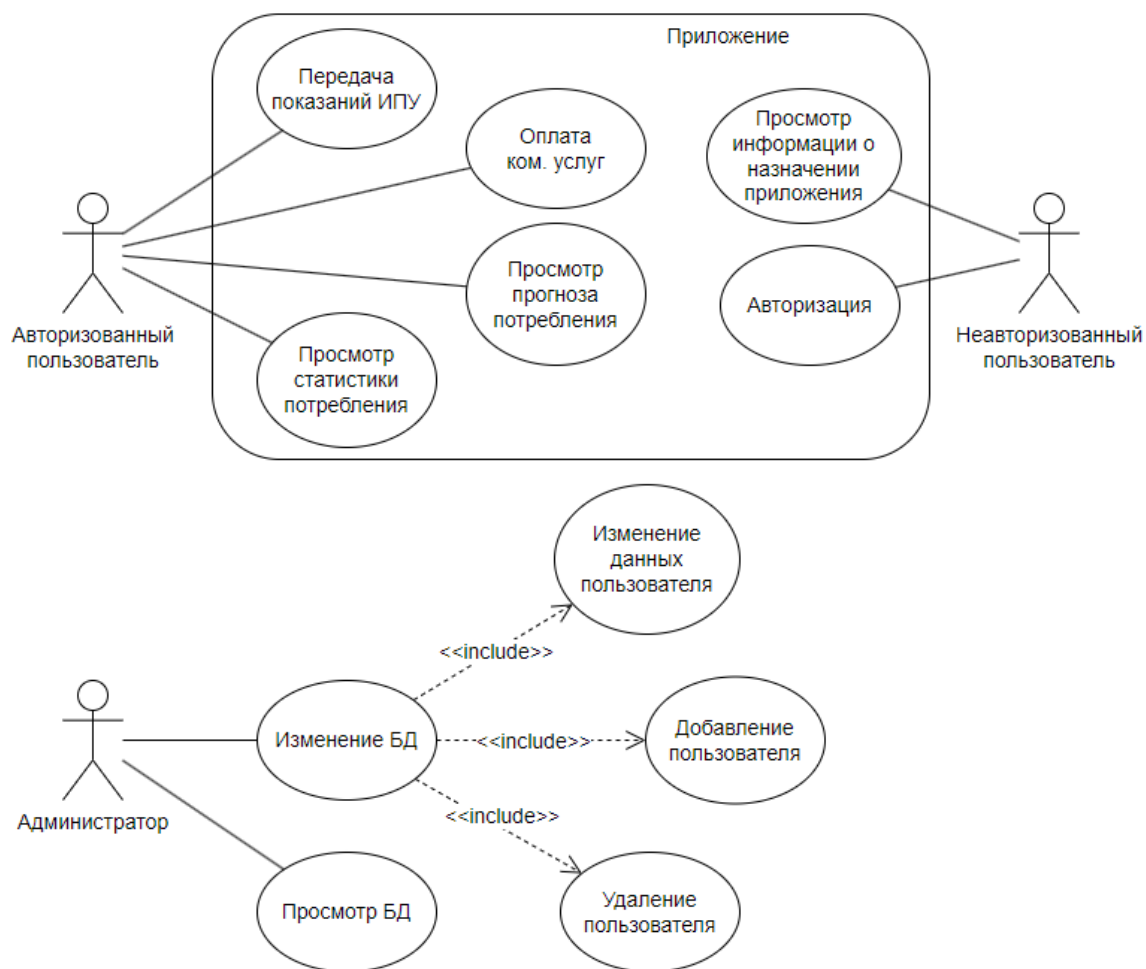 Приложение
Передача
показаний ИПУ
Оплата
ком. услуг
Просмотр
информации о
назначении
приложения
Просмотр
прогноза
потребления
Авторизация
Авторизованный
пользователь
Неавторизованный
пользователь
Просмотр
статистики
потребления
Изменение
данных
пользователя
<<include>>
Изменение БД
<<include>>
Добавление
пользователя
<<include>>
Администратор
Просмотр БД
Удаление
пользователя